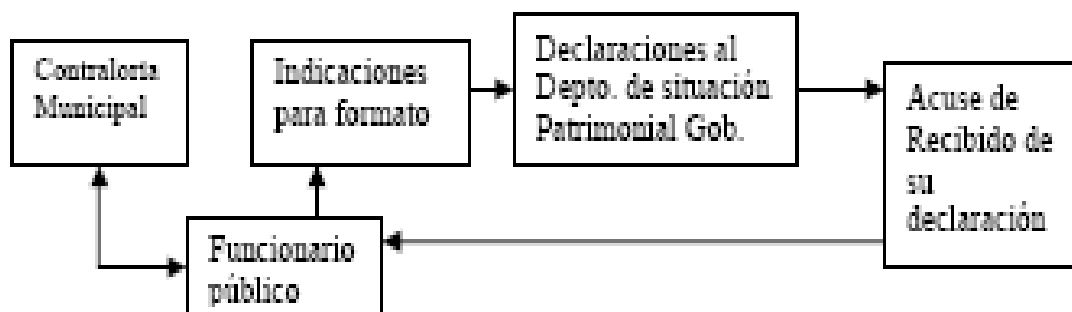 Contraloría
Municipal
Indicaciones
para formato
Declaraciones al
Depto. de situación
Patrimonial Gob.
Acuse de
Recibido de
su
declaración
Funcionario
público